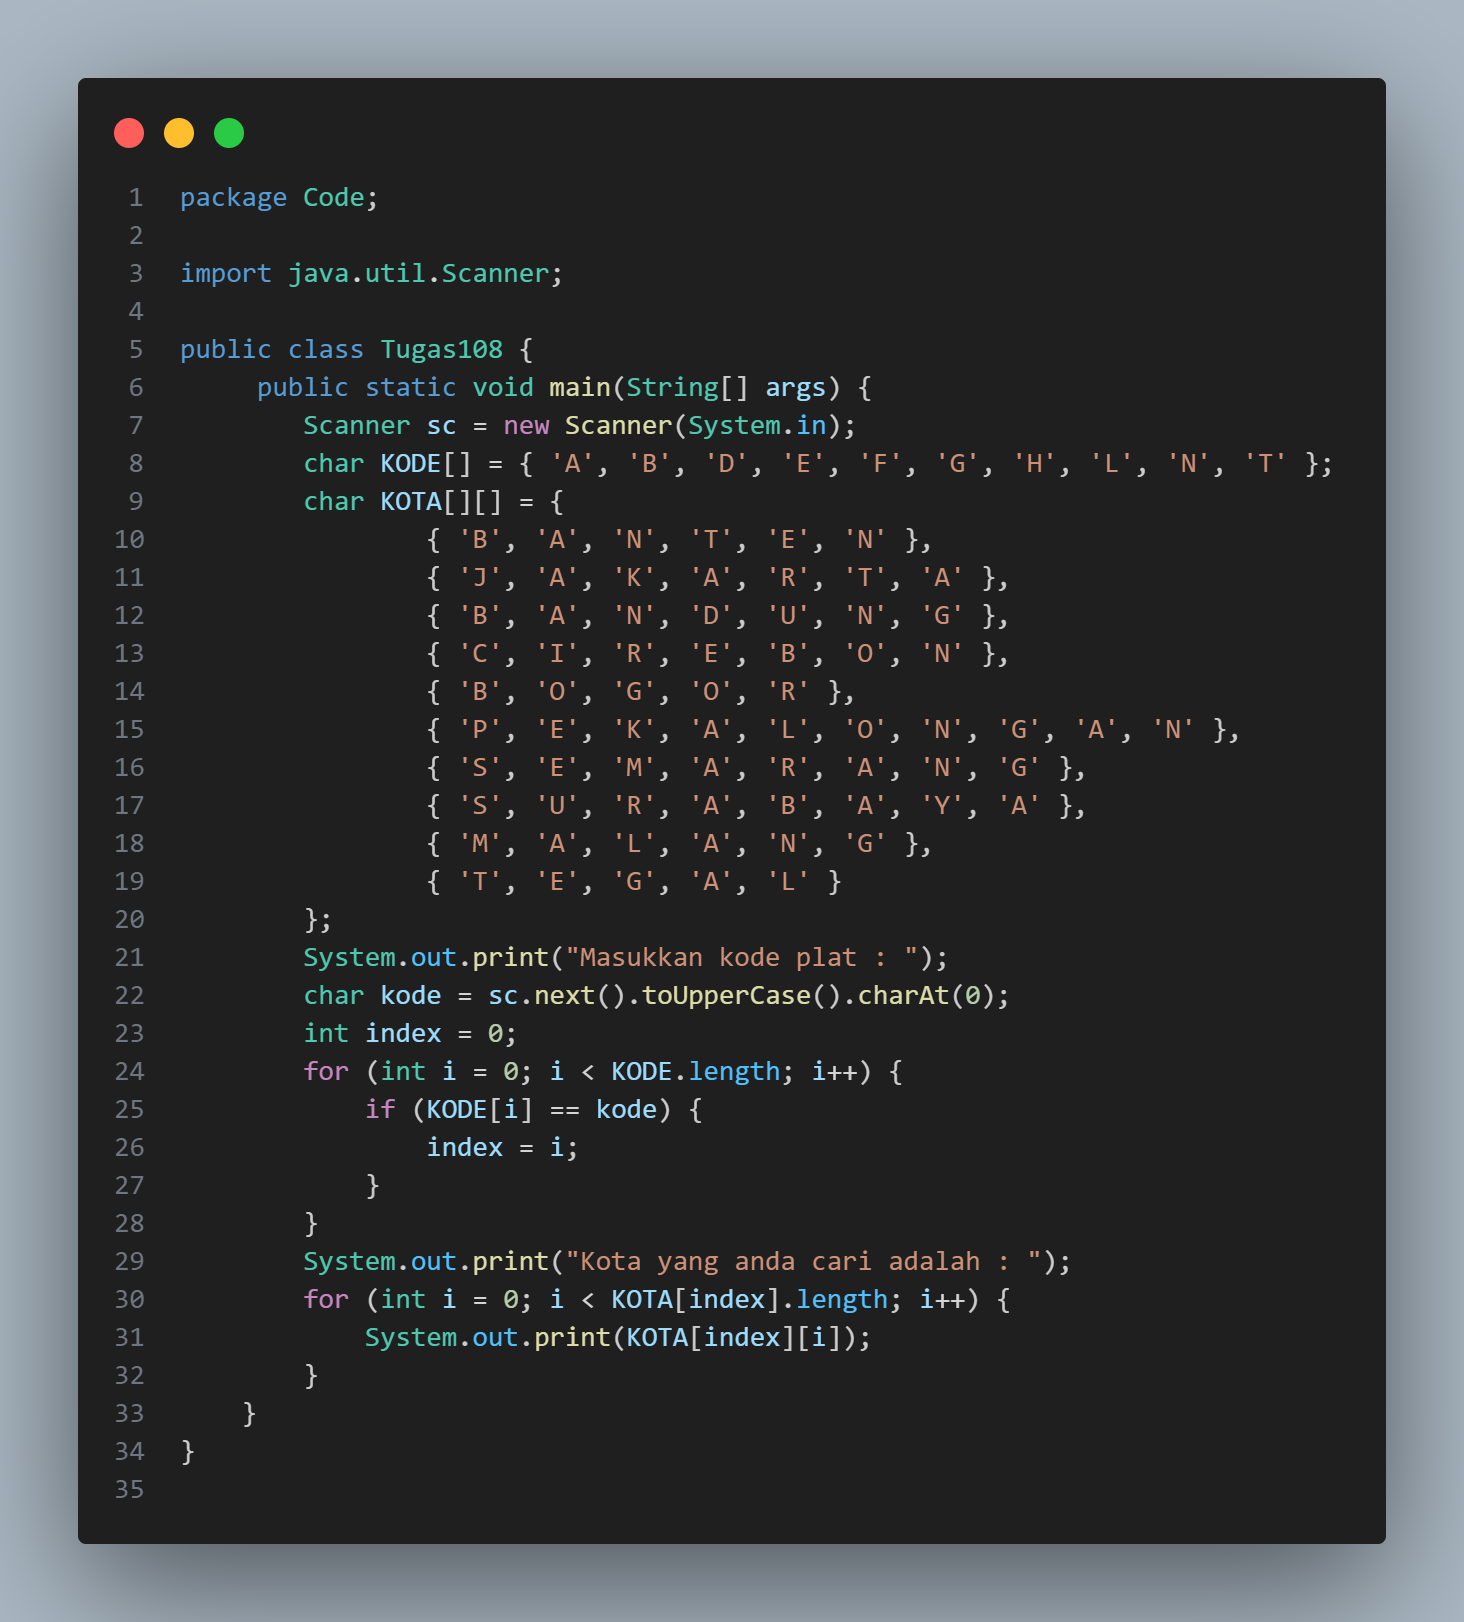 1 package Code;
2
3 import java.util.Scanner;
4
5 public class Tugas108 {
6      public static void main(String[] args) {
7         Scanner sc = new Scanner(System.in);
8         char KODE[] = { 'A', 'B', 'D', 'E', 'F', 'G', 'H', 'L', 'N', 'T' };
9         char KOTA[][] = {
10                 { 'B', 'A', 'N', 'T', 'E', 'N' },
11                 { 'J', 'A', 'K', 'A', 'R', 'T', 'A' },
12                 { 'B', 'A', 'N', 'D', 'U', 'N', 'G' },
13                 { 'C', 'I', 'R', 'E', 'B', 'O', 'N' },
14                 { 'B', 'O', 'G', 'O', 'R' },
15                 { 'P', 'E', 'K', 'A', 'L', 'O', 'N', 'G', 'A', 'N' },
16                 { 'S', 'E', 'M', 'A', 'R', 'A', 'N', 'G' },
17                 { 'S', 'U', 'R', 'A', 'B', 'A', 'Y', 'A' },
18                 { 'M', 'A', 'L', 'A', 'N', 'G' },
19                 { 'T', 'E', 'G', 'A', 'L' }
20         };
21         System.out.print("Masukkan kode plat : ");
22         char kode = sc.next().toUpperCase().charAt(0);
23         int index = 0;
24         for (int i = 0; i < KODE.length; i++) {
25             if (KODE[i] == kode) {
26                 index = i;
27             }
28         }
29         System.out.print("Kota yang anda cari adalah : ");
30         for (int i = 0; i < KOTA[index].length; i++) {
31             System.out.print(KOTA[index][i]);
32         }
33     }
34 }
35